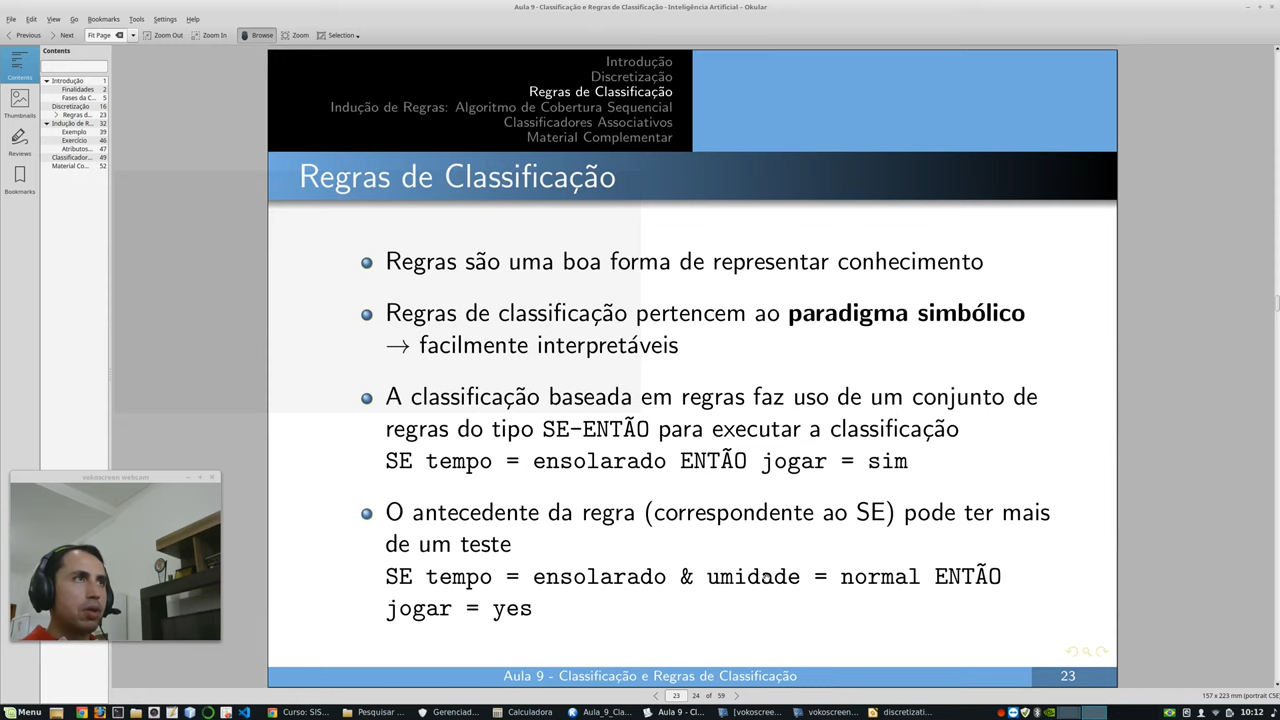 Aula 9 - Classificação e Regras de Classificação - Inteligência Artificial – Okular
File Edit View Go Bookmarks Tools Settings Help
Previous Next Fit Page Zoom Out Zoom In Browse Zoom Selection
Contents
Contents
Thumbnails
Reviews
Bookmarks
Introdução 1
Finalidades 2
Fases da C... 5
Discretização 16
Regras d... 23
Indução de R... 33
Exemplo 39
Exercício 46
Atributos... 47
Classificador... 49
Material Co... 52
Introdução
Discretização
Regras de Classificação
Indução de Regras: Algoritmo de Cobertura Sequencial
Classificadores Associativos
Material Complementar
Regras de Classificação
Regras são uma boa forma de representar conhecimento
Regras de classificação pertencem ao paradigma simbólico
→ facilmente interpretáveis
A classificação baseada em regras faz uso de um conjunto de
regras do tipo SE-ENTÃO para executar a classificação
SE tempo = ensolarado ENTÃO jogar = sim
O antecedente da regra (correspondente ao SE) pode ter mais
de um teste
SE tempo = ensolarado & umidade = normal ENTÃO
jogar = yes
Aula 9 - Classificação e Regras de Classificação 23
vokoscreen webcam
23 24 of 59
157 x 223 mm (portrait C5E
Menu Curso: SIS... Pesquisar ... Gerenciad... Calculadora Aula_9_Cla... Aula 9 - Cl... [vokoscree... vokoscree... discretizati... 10:12